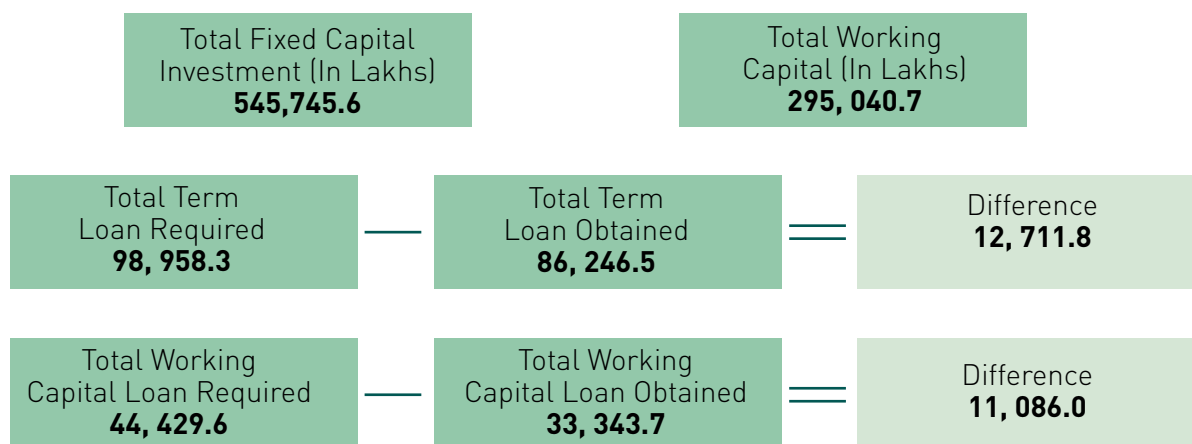 Total Fixed Capital
Investment (In Lakhs)
545,745.6
Total Working
Capital (In Lakhs)
295, 040.7
Total Term
Loan Required
98, 958.3
Total Term
Loan Obtained
86, 246.5
Difference
12, 711.8
Total Working
Capital Loan Required
44, 429.6
Total Working
Capital Loan Obtained
33, 343.7
Difference
11, 086.0